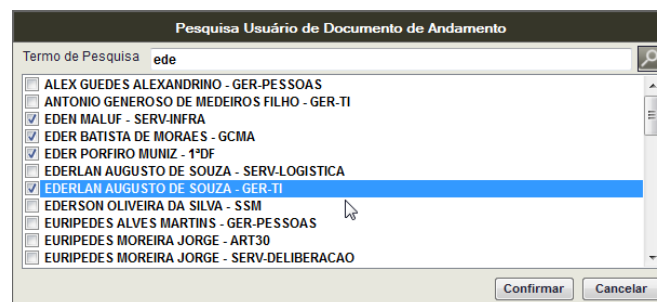 Pesquisa Usuário de Documento de Andamento
Termo de Pesquisa ede
ALEX GUEDES ALEXANDRINO - GER-PESSOAS
ANTONIO GENEROSO DE MEDEIROS FILHO - GER-TI
EDEN MALUF - SERV-INFRA
EDER BATISTA DE MORAES - GCMA
EDER PORFIRO MUNIZ - 1ªDF
EDERLAN AUGUSTO DE SOUZA - SERV-LOGISTICA
EDERLAN AUGUSTO DE SOUZA - GER-TI
EDERSON OLIVEIRA DA SILVA - SSM
EURIPEDES ALVES MARTINS - GER-PESSOAS
EURIPEDES MOREIRA JORGE - ART30
EURIPEDES MOREIRA JORGE - SERV-DELIBERACAO
Confirmar Cancelar